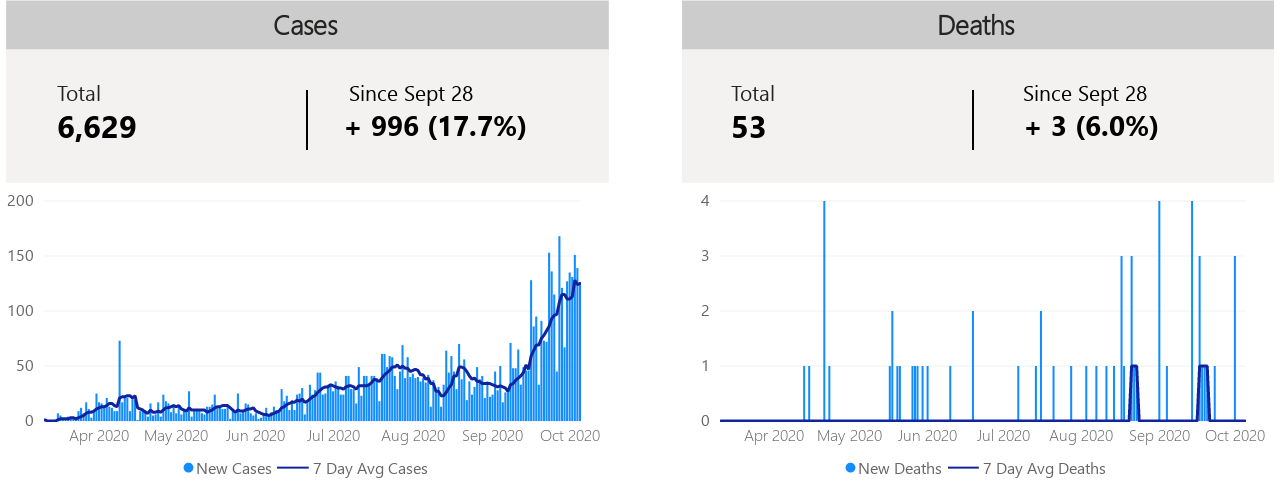 Cases
Total
Since Sept 28
6,629
+ 996 (17.7%)
200
150
100
50
0
Apr 2020 May 2020 Jun 2020 Jul 2020 Aug 2020 Sep 2020 Oct 2020
New Cases 7 Day Avg Cases
Deaths
Total
Since Sept 28
53
+ 3 (6.0%)
4
3
2
1
0
Apr 2020 May 2020 Jun 2020 Jul 2020 Aug 2020 Sep 2020 Oct 2020
New Deaths 7 Day Avg Deaths